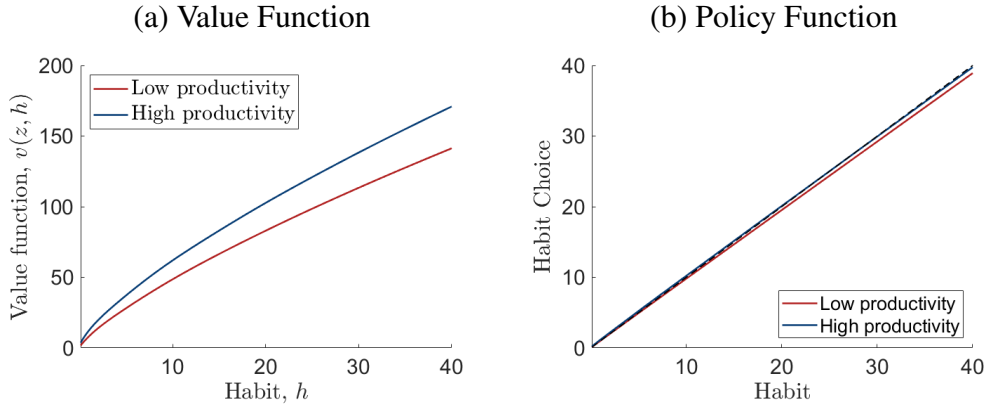 (a) Value Function
200
150
100
50
0
Value function, v(z, h)
Low productivity
High productivity
10
20
30
40
Habit, h
(b) Policy Function
40
30
20
10
0
Habit Choice
Low productivity
High productivity
10
20
30
40
Habit